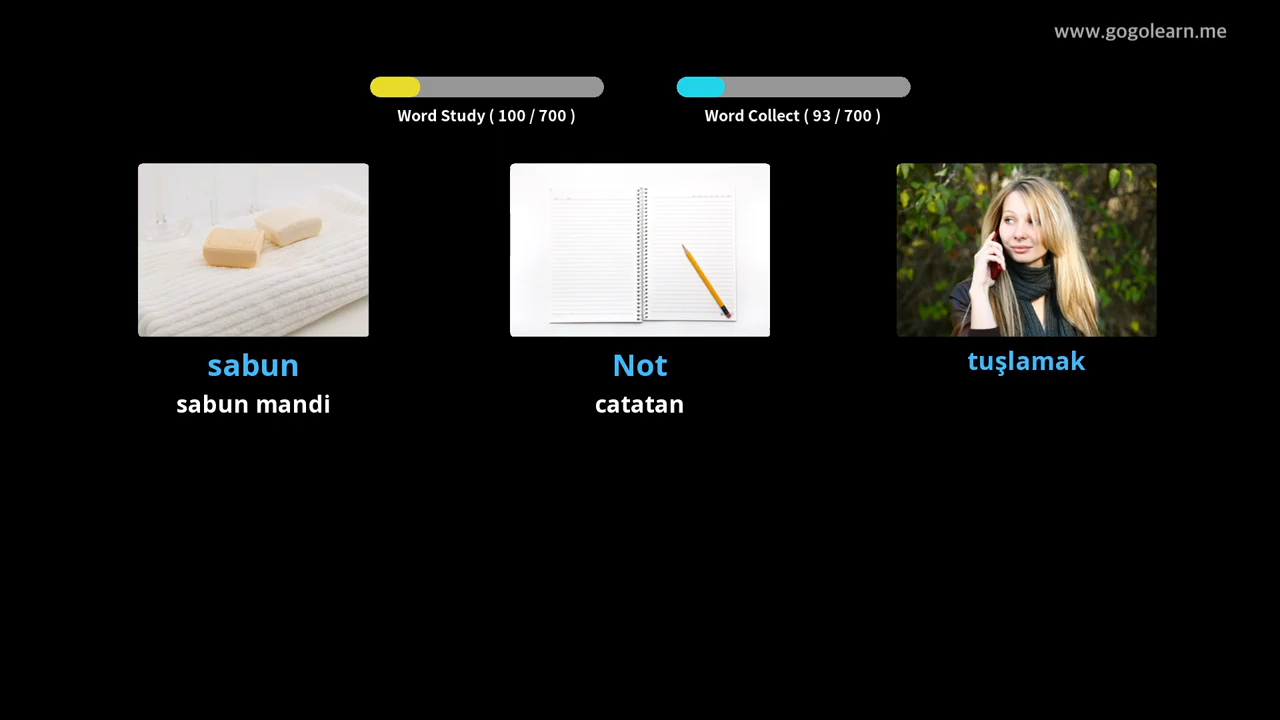 www.gogolearn.me
Word Study ( 100 / 700 )
Word Collect ( 93 / 700 )
sabun
sabun mandi
Not
catatan
tuşlamak